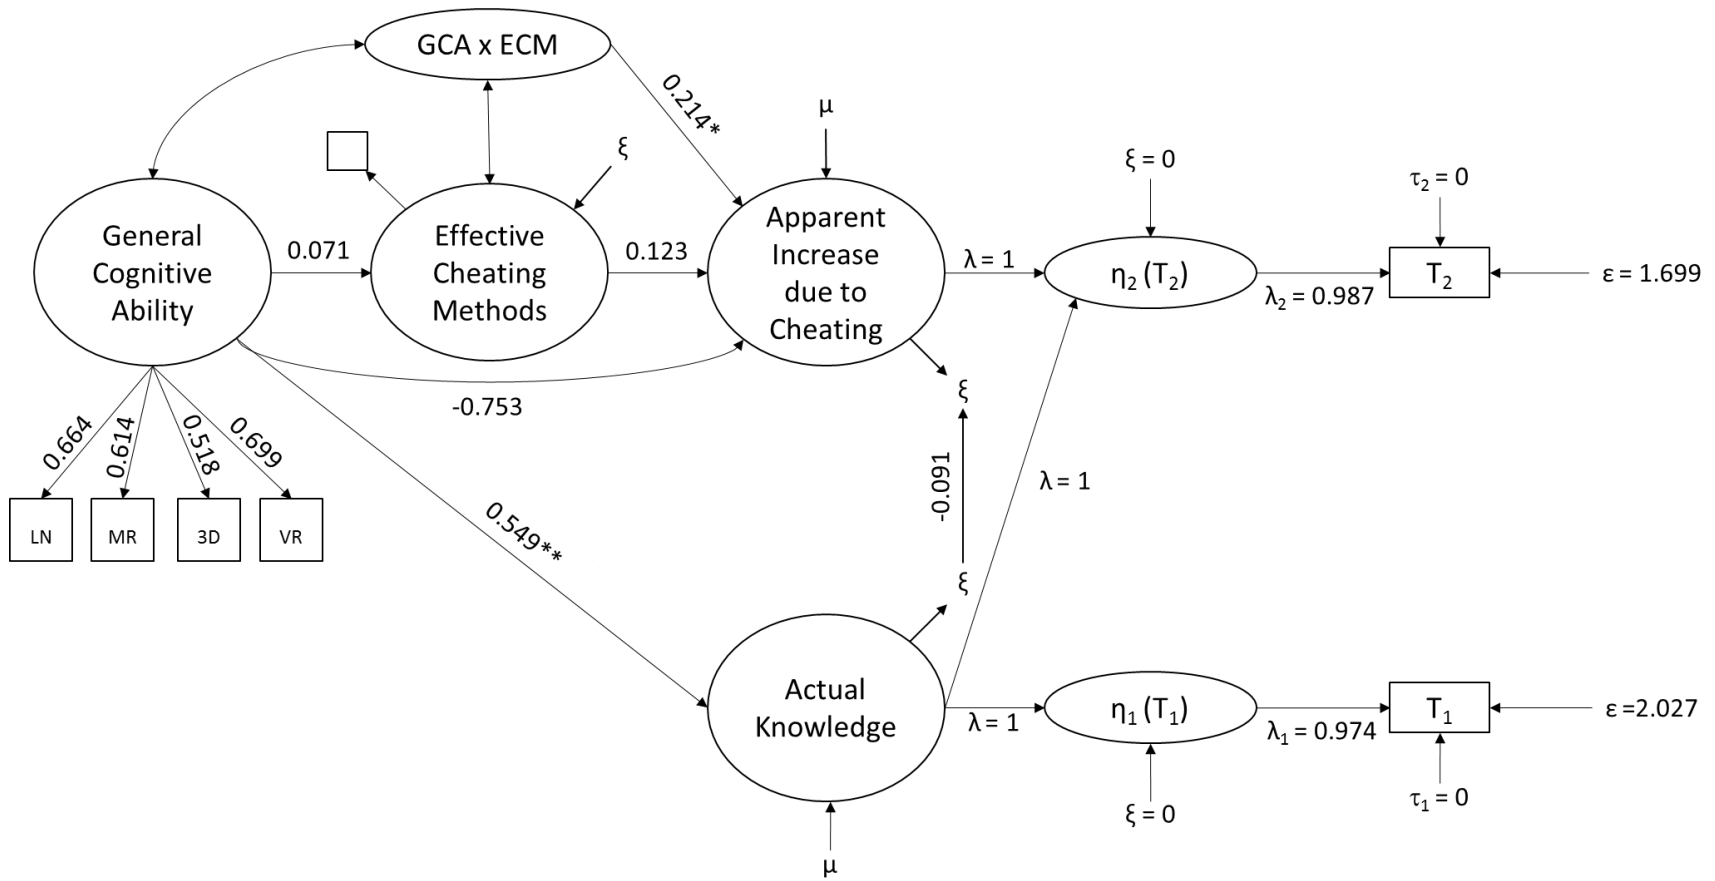 GCA x ECM
0.214*
μ
ξ
ξ = 0
τ2 = 0
General
Cognitive
Ability
0.071
Effective
Cheating
Methods
0.123
Apparent
Increase
due to
Cheating
λ = 1
η2 (T2)
λ2 = 0.987
T2
ε = 1.699
-0.753
ξ
0.664
0.614
0.518
0.699
LN
MR
3D
VR
0.549**
-0.091
λ = 1
ξ
Actual
Knowledge
λ = 1
η1 (T1)
λ1 = 0.974
T1
ε =2.027
ξ = 0
τ1 = 0
μ